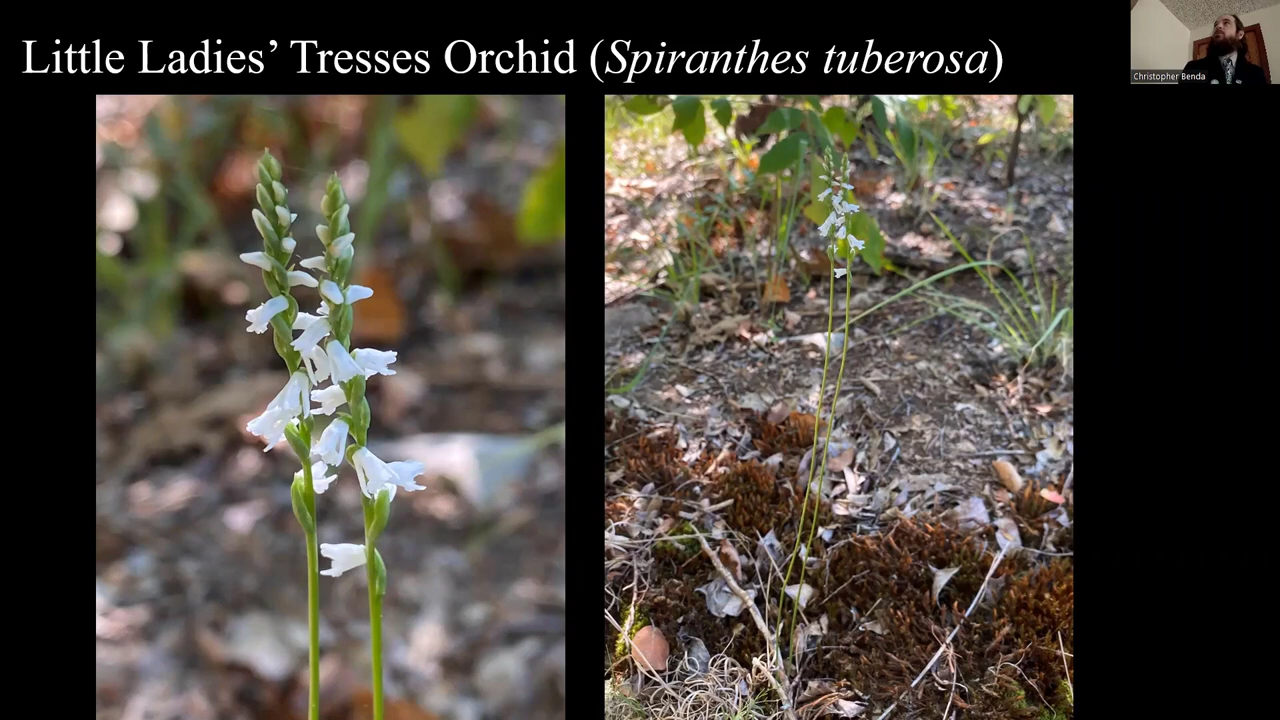 Little Ladies’ Tresses Orchid (Spiranthes tuberosa)
Christopher Benda